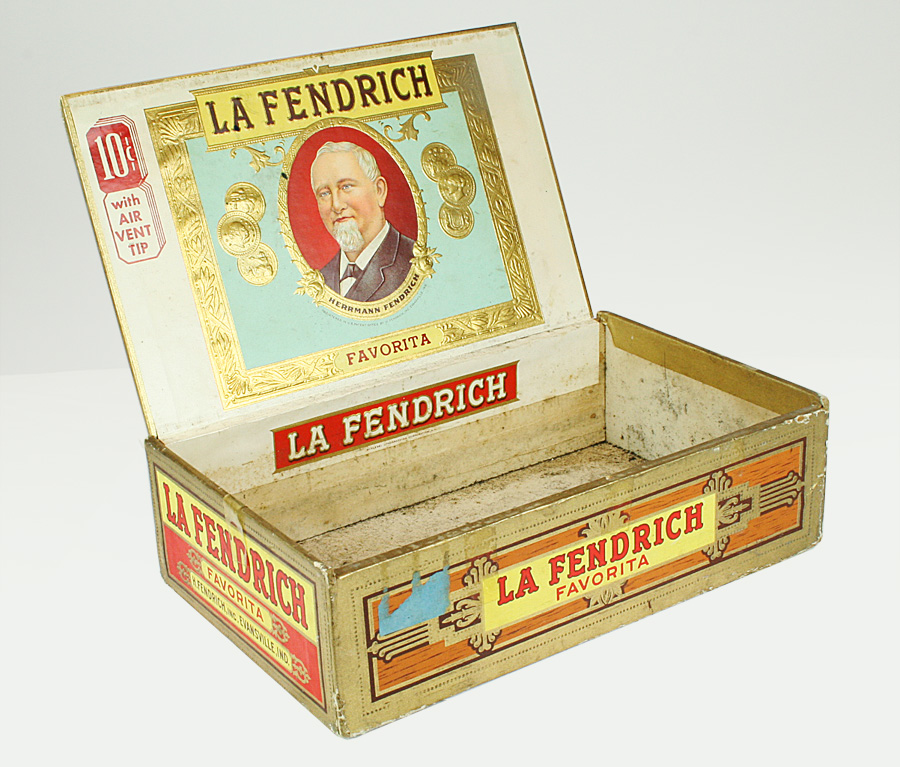 LA FENDRICH
10¢
with
AIR
VENT
TIP
HERRMANN FENDRICH
FAVORITA
LA FENDRICH
LA FENDRICH
FAVORITA
FENDRICH, INC. EVANSVILLE, IND.
LA FENDRICH
FAVORITA